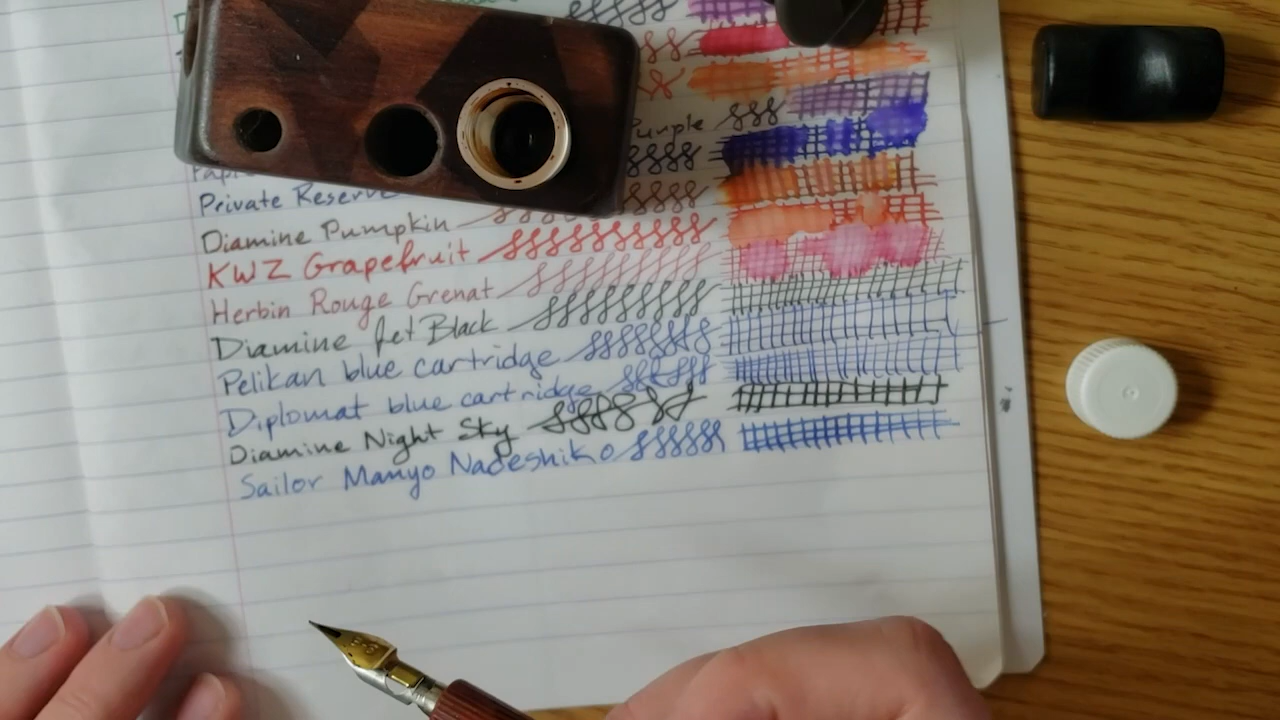 Purple
Private Reserve
Diamine Pumpkin
KWZ Grapefruit
Herbin Rouge Grenat
Diamine Jet Black
Pelikan blue cartridge
Diplomat blue cartridge
Diamine Night Sky
Sailor Manyo Nadeshiko